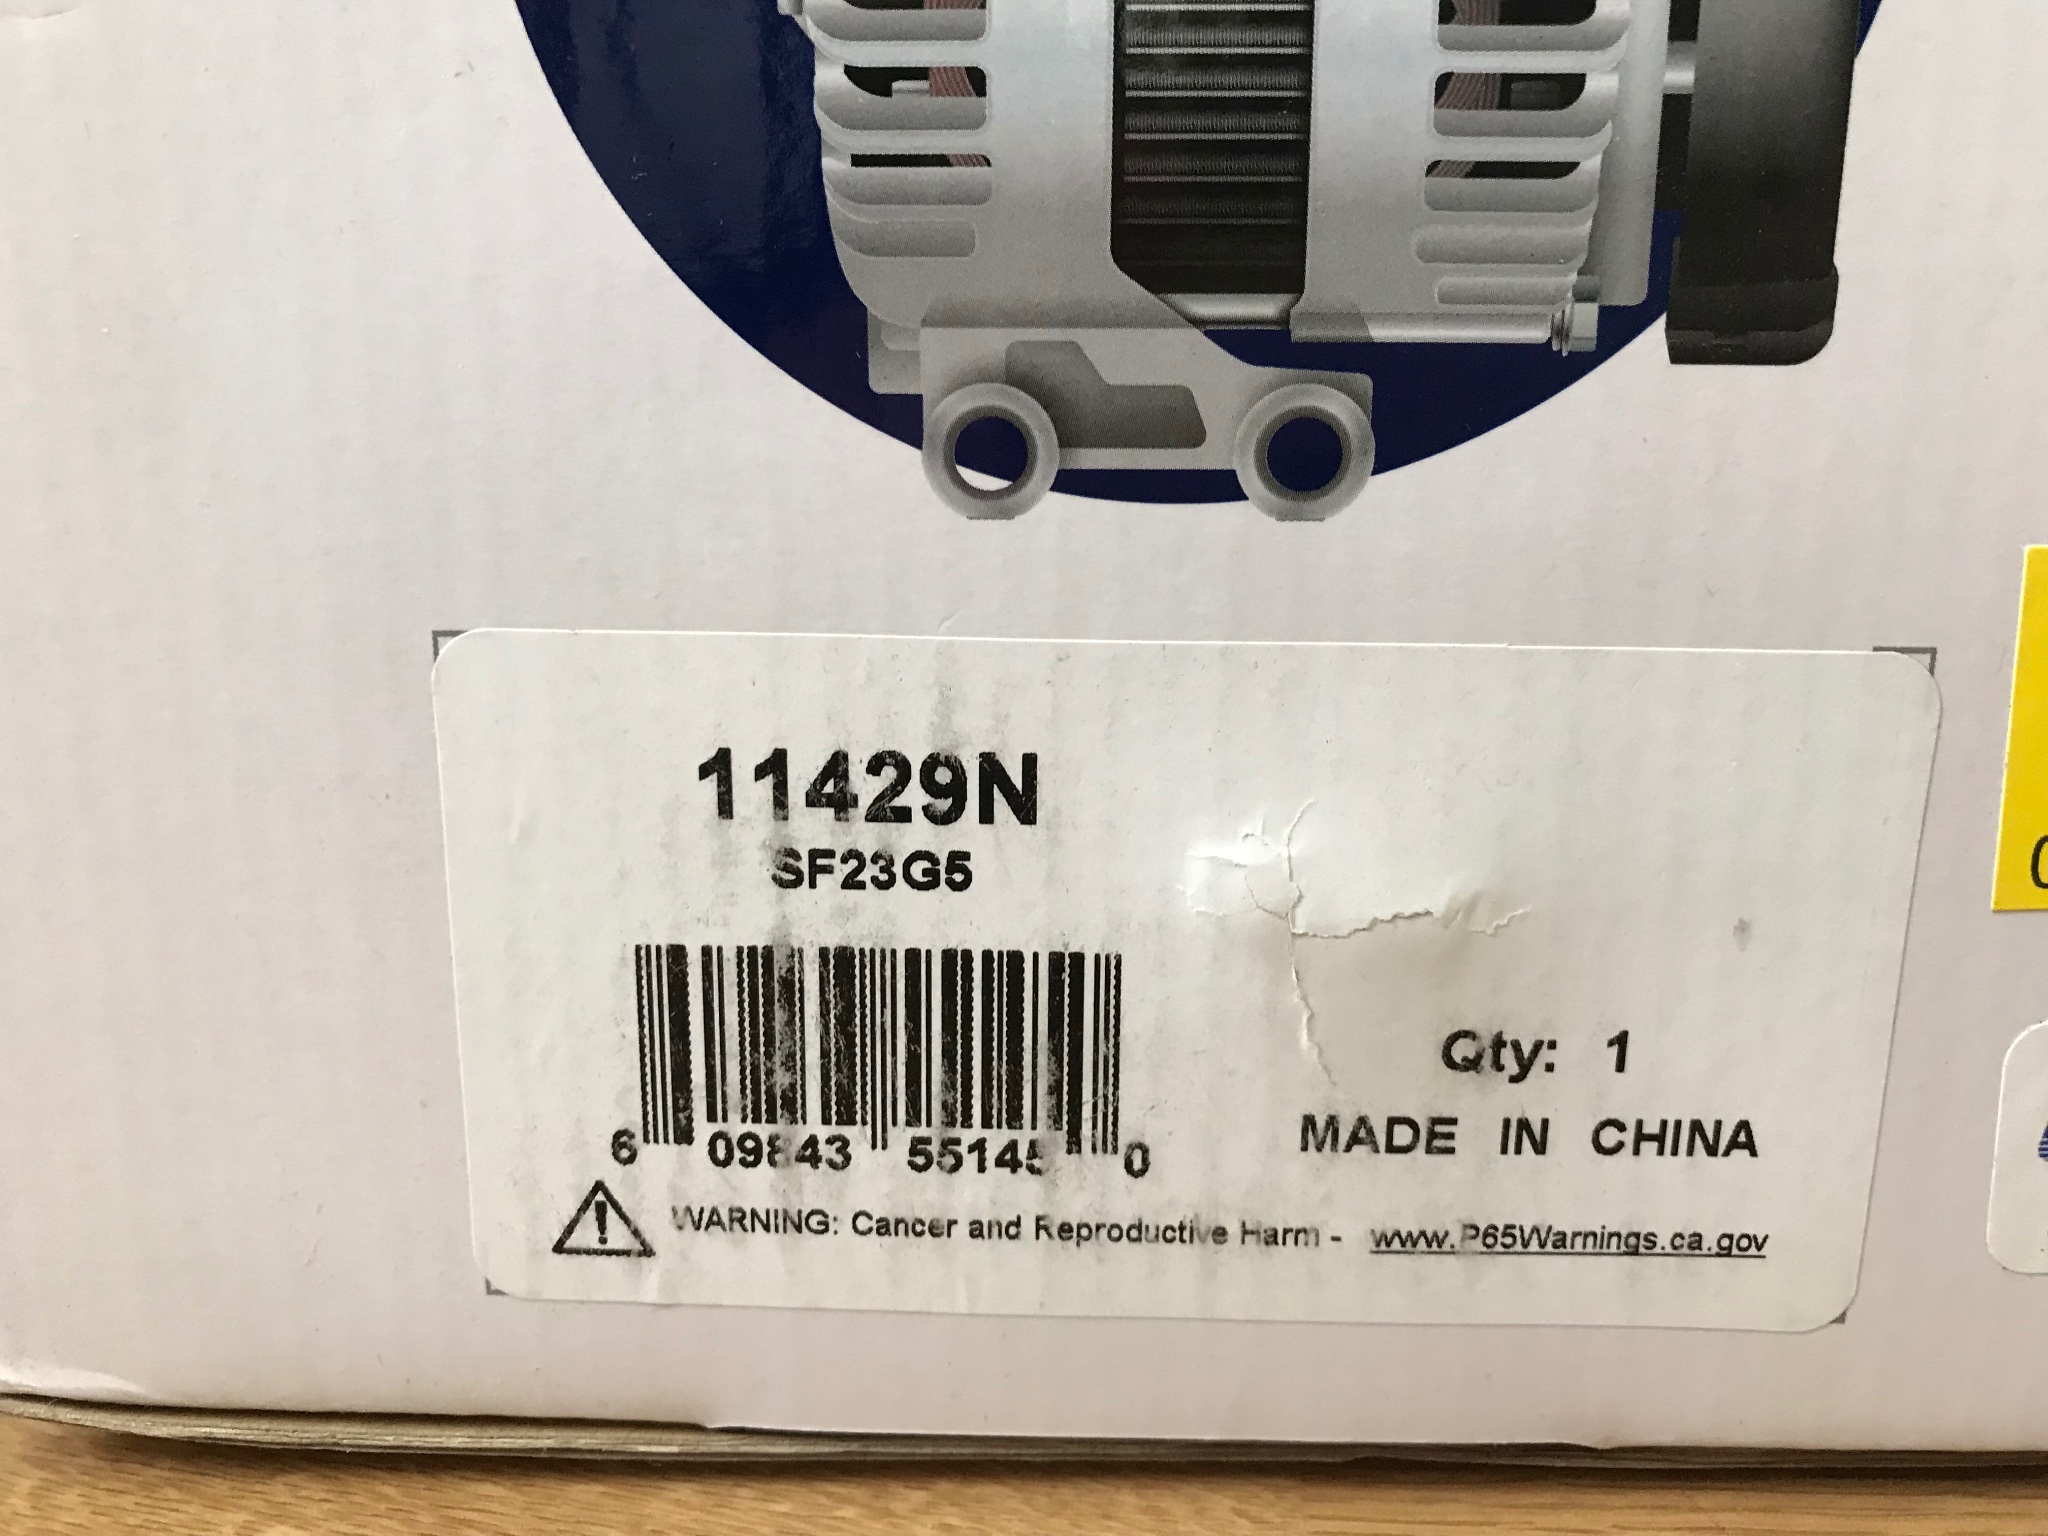 11429N
SF23G5
6 09843 55145 0
Qty: 1
MADE IN CHINA
WARNING: Cancer and Reproductive Harm - www.P65Warnings.ca.gov